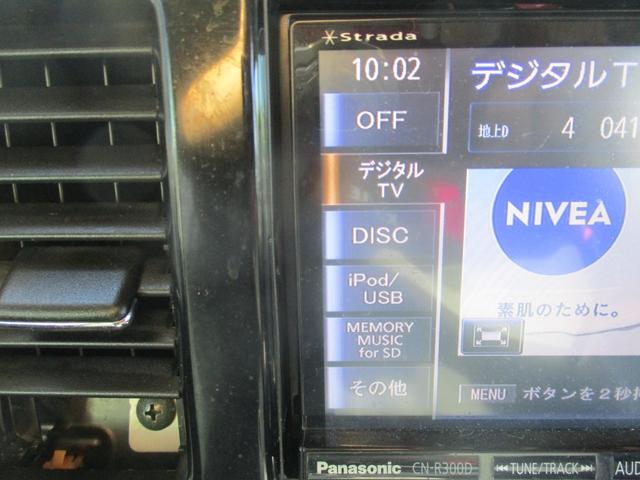 Strada
10:02
デジタルT
OFF
地上D 4 041
デジタル
TV
NIVEA
DISC
iPod/
USB
素肌のために。
MEMORY
MUSIC
for SD
その他
MENU ボタンを2秒
Panasonic CN-R300D TUNE/TRACK AUD